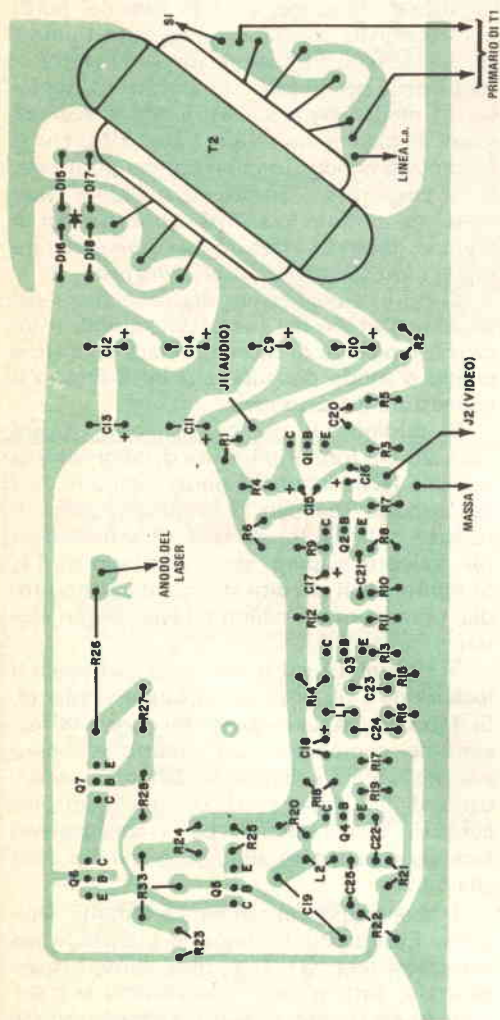 Q6
E B C
Q7
C B E
R26
A
ANODO DEL
LASER
C13
+
C12
+
D16
D15
D18
D17
R33
R28
R27
R23
R24
C11
+
C14
+
Q5
C B E
R25
R1
J1 (AUDIO)
T2
S1
R6
R4
C9
+
C19
R20
R14
R12
R9
C15
+
L2
R18
C18
+
C17
+
Q1
C
B
E
C20
C10
+
C25
Q4
C
B
E
L1
Q3
C
B
E
C21
Q2
C
B
E
C16
+
R22
R21
C22
R19
R17
C24
C23
R16
R15
R13
R11
R10
R8
R7
R3
R5
R2
MASSA
J2 (VIDEO)
LINEA c.a.
PRIMARIO DI T1